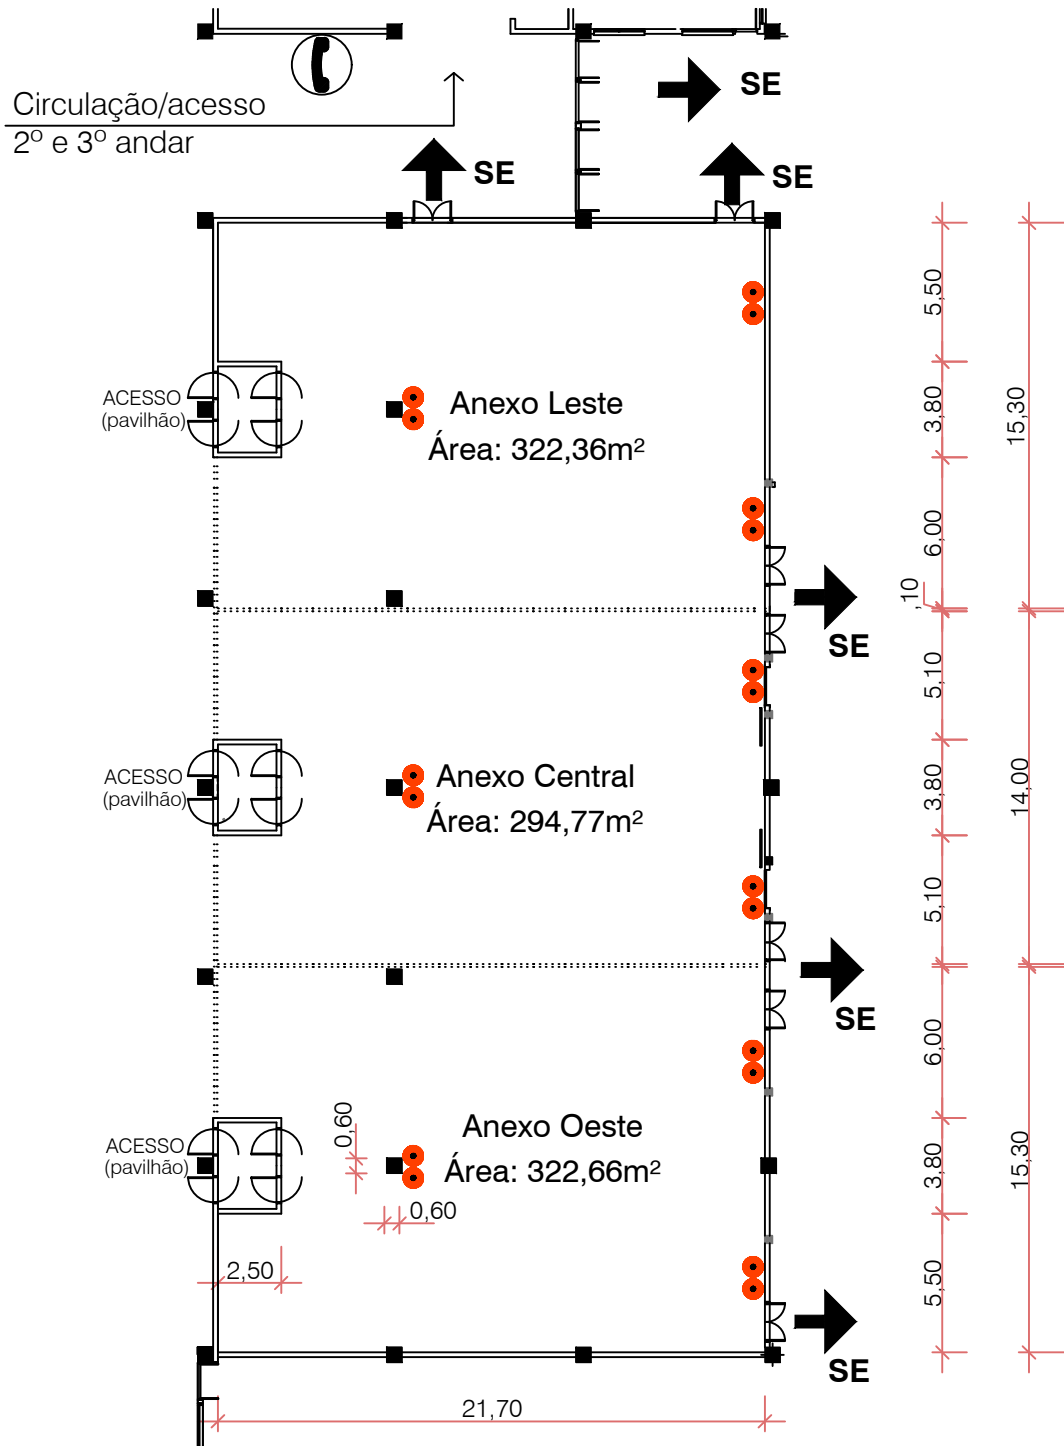 SE
Circulação/acesso
2º e 3º andar
SE
SE
5,50
ACESSO
(pavilhão)
Anexo Leste
Área: 322,36m²
3,80
15,30
6,00
,10
SE
5,10
ACESSO
(pavilhão)
Anexo Central
Área: 294,77m²
3,80
14,00
5,10
SE
6,00
0,60
Anexo Oeste
ACESSO
(pavilhão)
Área: 322,66m²
3,80
15,30
0,60
2,50
5,50
SE
21,70